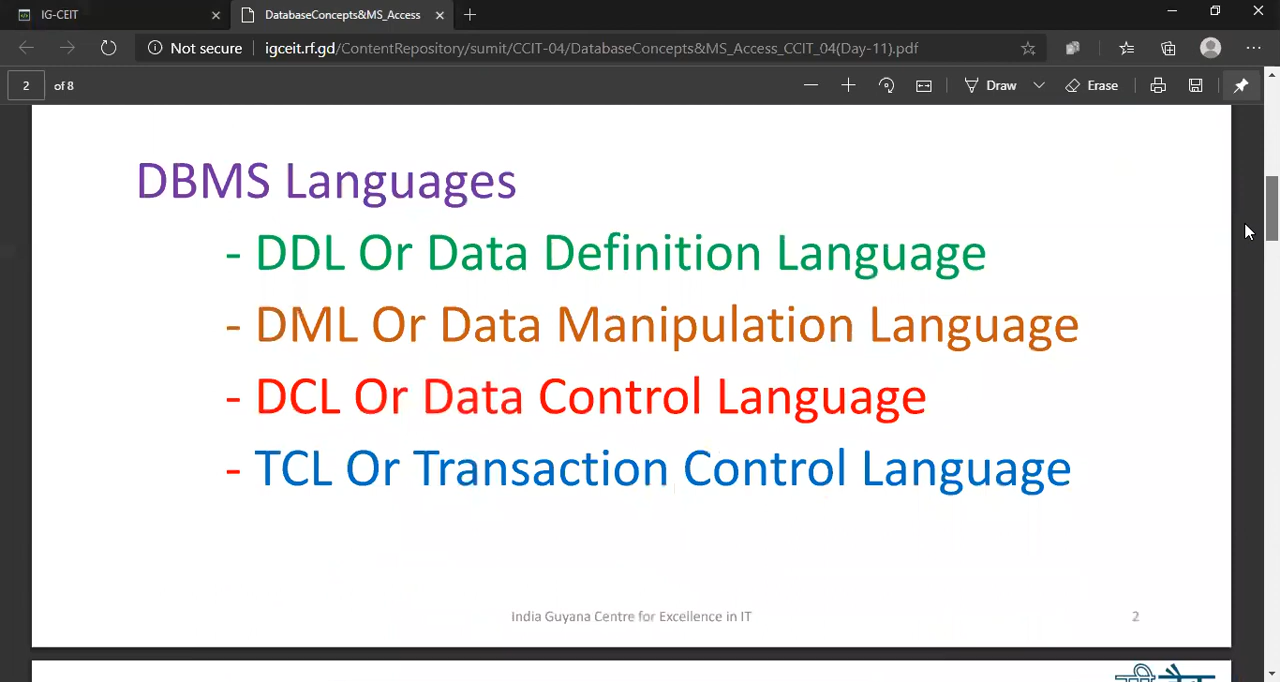 IG-CEIT
DatabaseConcepts&MS_Access
Not secure
igceit.rf.gd/ContentRepository/sumit/CCIT-04/DatabaseConcepts&MS_Access_CCIT_04(Day-11).pdf
2 of 8
Draw
Erase
DBMS Languages
- DDL Or Data Definition Language
- DML Or Data Manipulation Language
- DCL Or Data Control Language
- TCL Or Transaction Control Language
India Guyana Centre for Excellence in IT
2